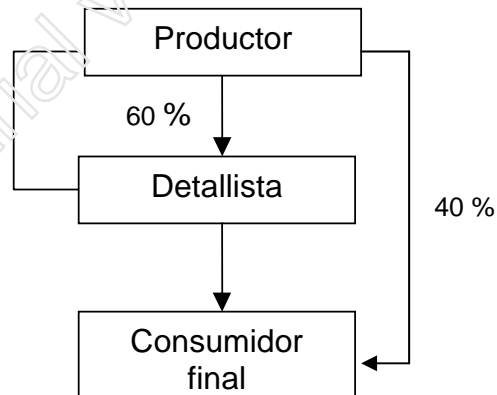 Productor
60 %
Detallista
40 %
Consumidor
final